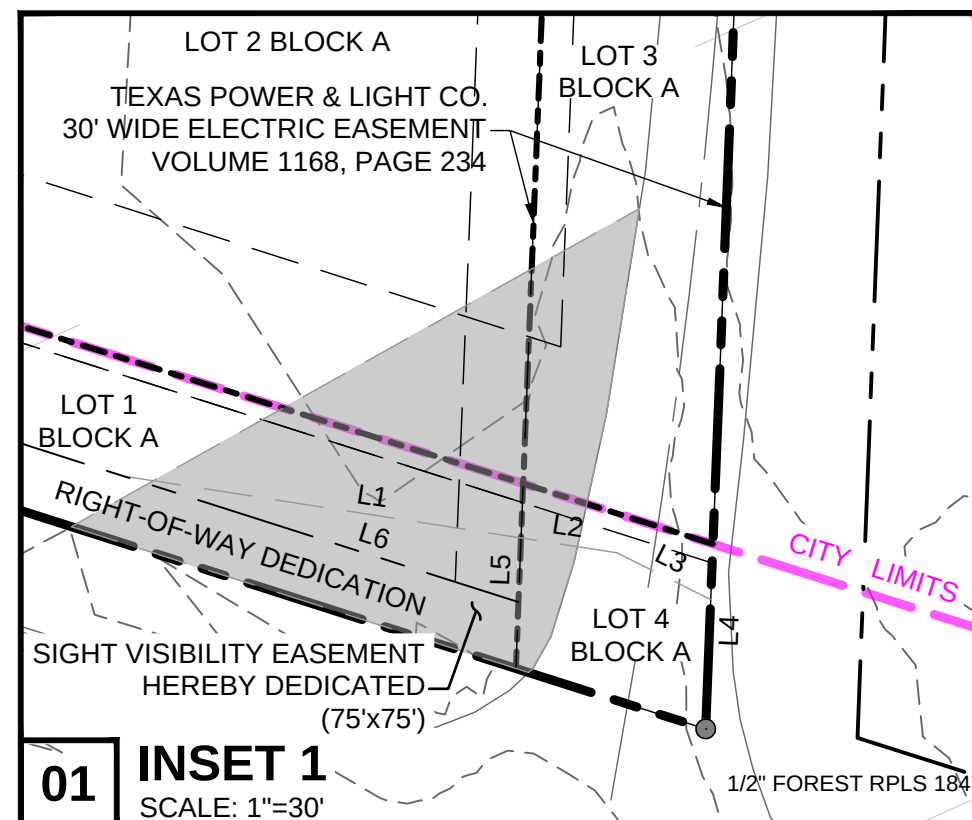 LOT 2 BLOCK A
LOT 3
BLOCK A
TEXAS POWER & LIGHT CO.
30' WIDE ELECTRIC EASEMENT
VOLUME 1168, PAGE 234
LOT 1
BLOCK A
L1
L2
L6
L3
L5
L4
CITY LIMITS
RIGHT-OF-WAY DEDICATION
LOT 4
BLOCK A
SIGHT VISIBILITY EASEMENT
HEREBY DEDICATED
(75'x75')
01
INSET 1
SCALE: 1"=30'
1/2" FOREST RPLS 184